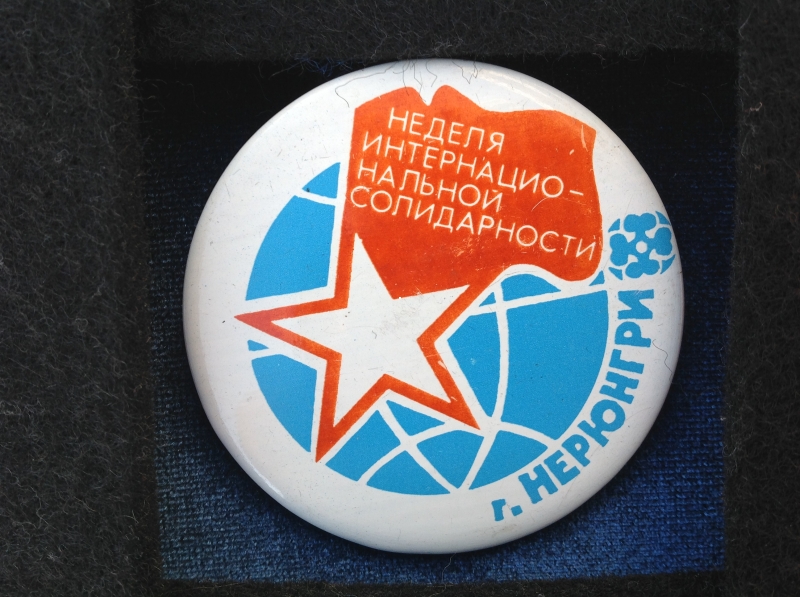 НЕДЕЛЯ
ИНТЕРНАЦИО-
НАЛЬНОЙ
СОЛИДАРНОСТИ
г. НЕРЮНГРИ